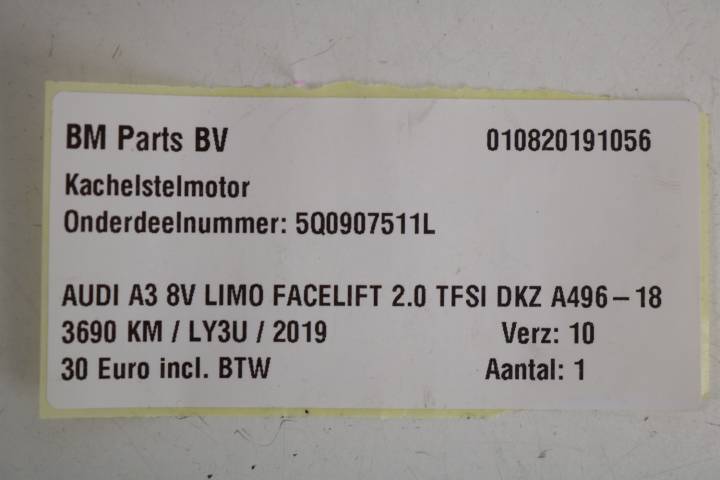 BM Parts BV 010820191056
Kachelstelmotor
Onderdeelnummer: 5Q0907511L
AUDI A3 8V LIMO FACELIFT 2.0 TFSI DKZ A496-18
3690 KM / LY3U / 2019 Verz: 10
30 Euro incl. BTW Aantal: 1